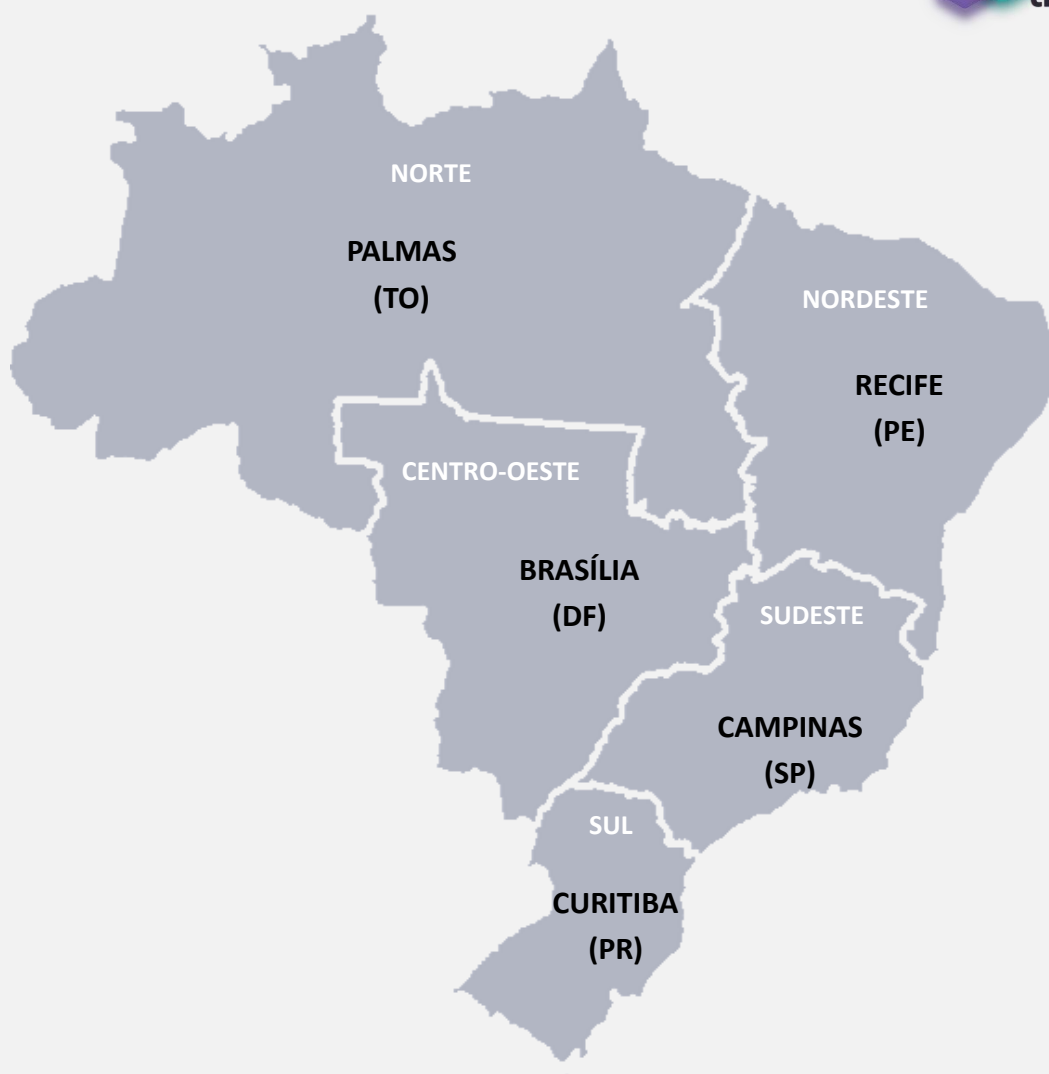 NORTE
PALMAS
(TO)
NORDESTE
RECIFE
(PE)
CENTRO-OESTE
BRASÍLIA
(DF)
SUDESTE
CAMPINAS
(SP)
SUL
CURITIBA
(PR)